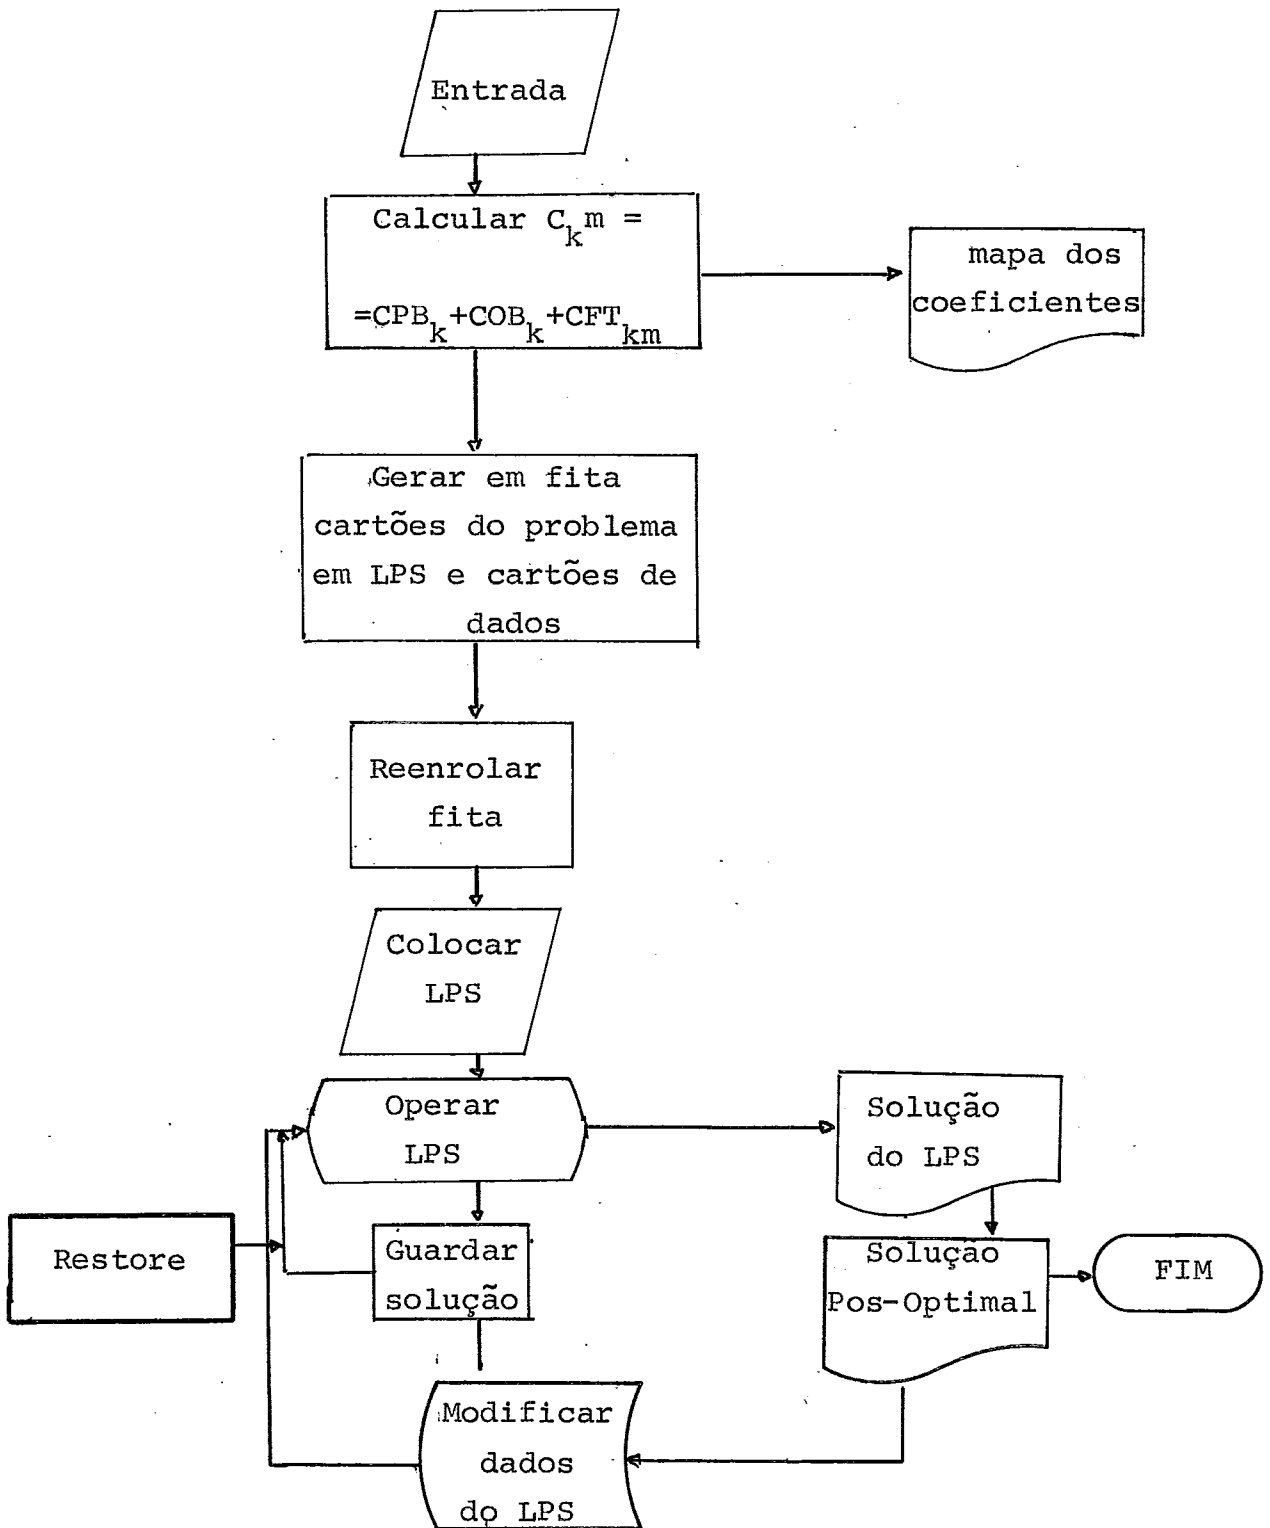 Entrada
Calcular C_k m =
=CPB_k+COB_k+CFT_km
mapa dos
coeficientes
Gerar em fita
cartões do problema
em LPS e cartões de
dados
Reenrolar
fita
Colocar
LPS
Operar
LPS
Solução
do LPS
Restore
Guardar
solução
Solução
Pos-Optimal
FIM
Modificar
dados
do LPS